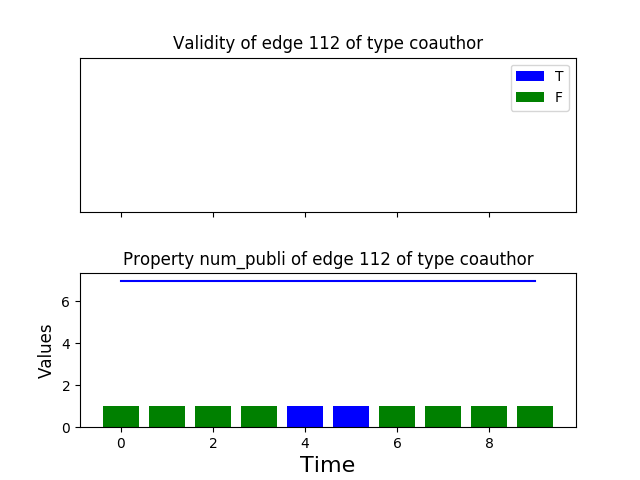 Validity of edge 112 of type coauthor
T
F
Property num_publi of edge 112 of type coauthor
Values
6
4
2
0
0 2 4 6 8
Time